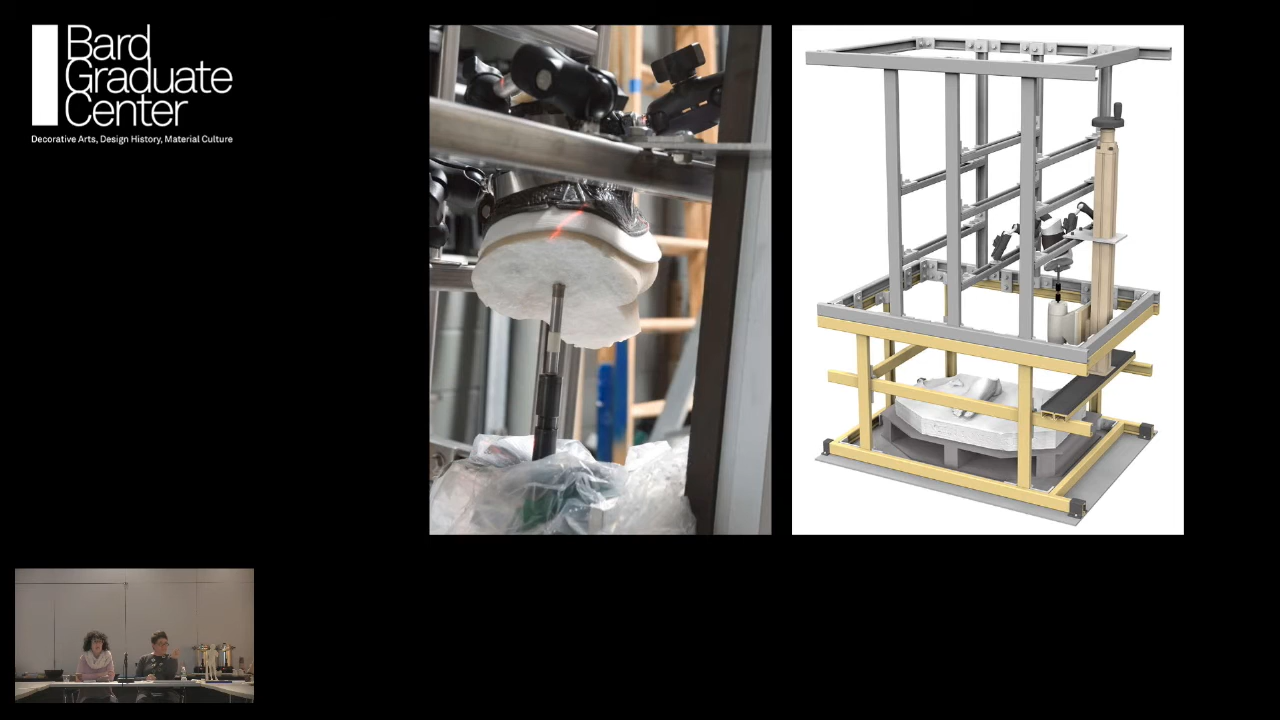 Bard
Graduate
Center
Decorative Arts, Design History, Material Culture